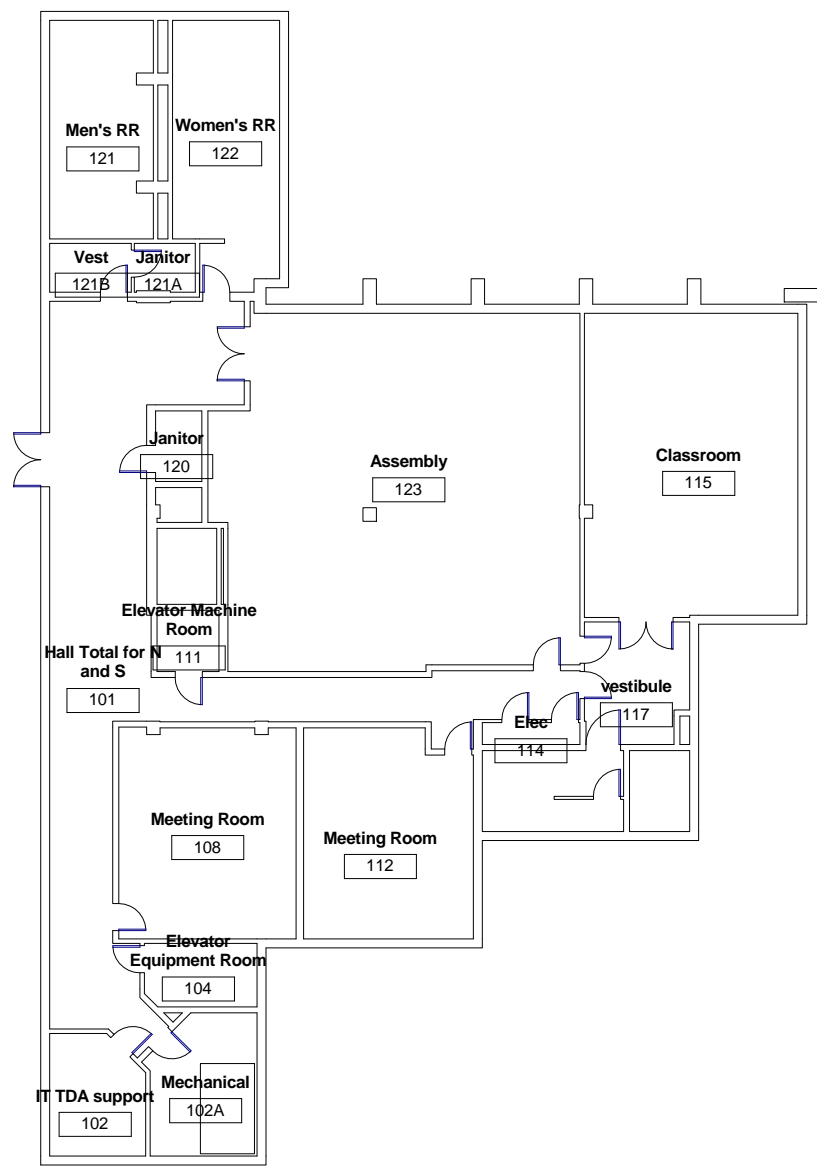 Men's RR
121
Women's RR
122
Vest
121B
Janitor
121A
Janitor
120
Assembly
123
Classroom
115
Elevator Machine
Room
111
Hall Total for N
and S
101
vestibule
117
Elec
114
Meeting Room
108
Meeting Room
112
Elevator
Equipment Room
104
Mechanical
102A
IT TDA support
102